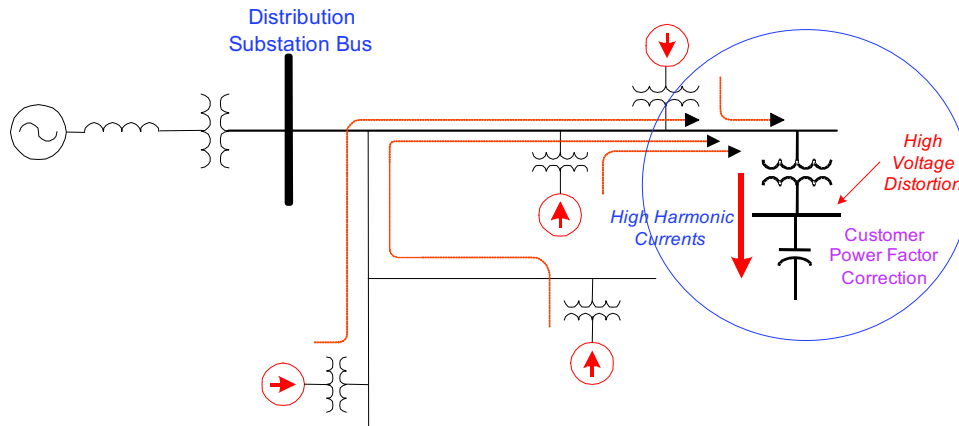 Distribution
Substation Bus
High
Voltage
Distortion
High Harmonic
Currents
Customer
Power Factor
Correction